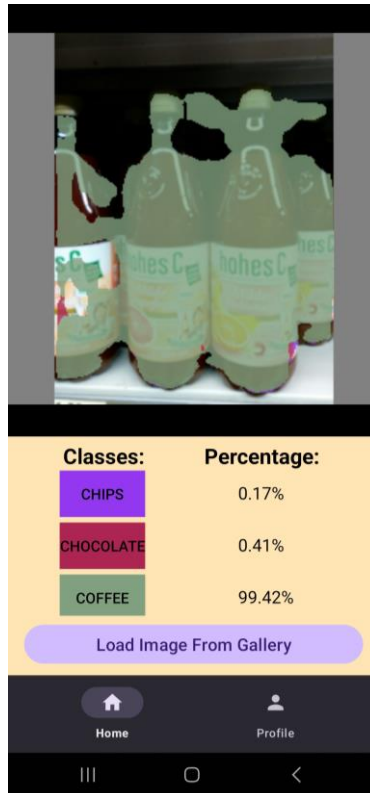 hohes C
hohes C
hohes
Classes: Percentage:
CHIPS 0.17%
CHOCOLATE 0.41%
COFFEE 99.42%
Load Image From Gallery
Home Profile